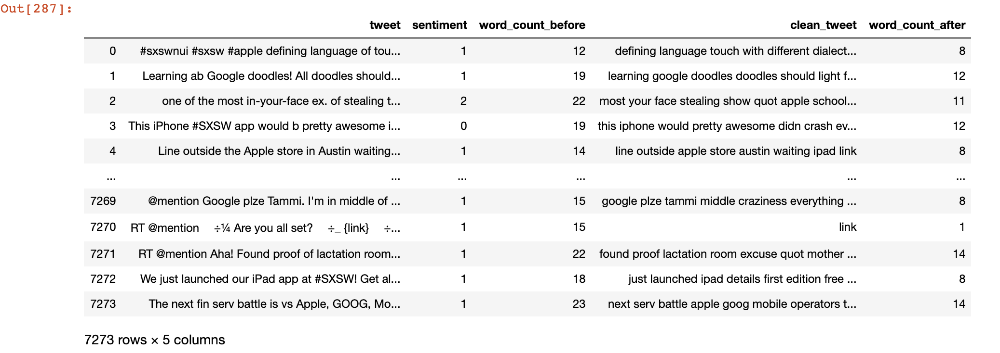 Out[287]:
tweet sentiment word_count_before clean_tweet word_count_after
0 #sxswnui #sxsw #apple defining language of tou... 1 12 defining language touch with different dialect... 8
1 Learning ab Google doodles! All doodles should... 1 19 learning google doodles doodles should light f... 12
2 one of the most in-your-face ex. of stealing t... 2 22 most your face stealing show quot apple school... 11
3 This iPhone #SXSW app would b pretty awesome i... 0 19 this iphone would pretty awesome didn crash ev... 12
4 Line outside the Apple store in Austin waiting... 1 14 line outside apple store austin waiting ipad link 8
... ... ... ... ... ...
7269 @mention Google plze Tammi. I'm in middle of ... 1 15 google plze tammi middle craziness everything ... 8
7270 RT @mention ÷¼ Are you all set? ÷_ {link} ÷... 1 15 link 1
7271 RT @mention Aha! Found proof of lactation room... 1 22 found proof lactation room excuse quot mother ... 14
7272 We just launched our iPad app at #SXSW! Get al... 1 18 just launched ipad details first edition free ... 8
7273 The next fin serv battle is vs Apple, GOOG, Mo... 1 23 next serv battle apple goog mobile operators t... 14
7273 rows × 5 columns